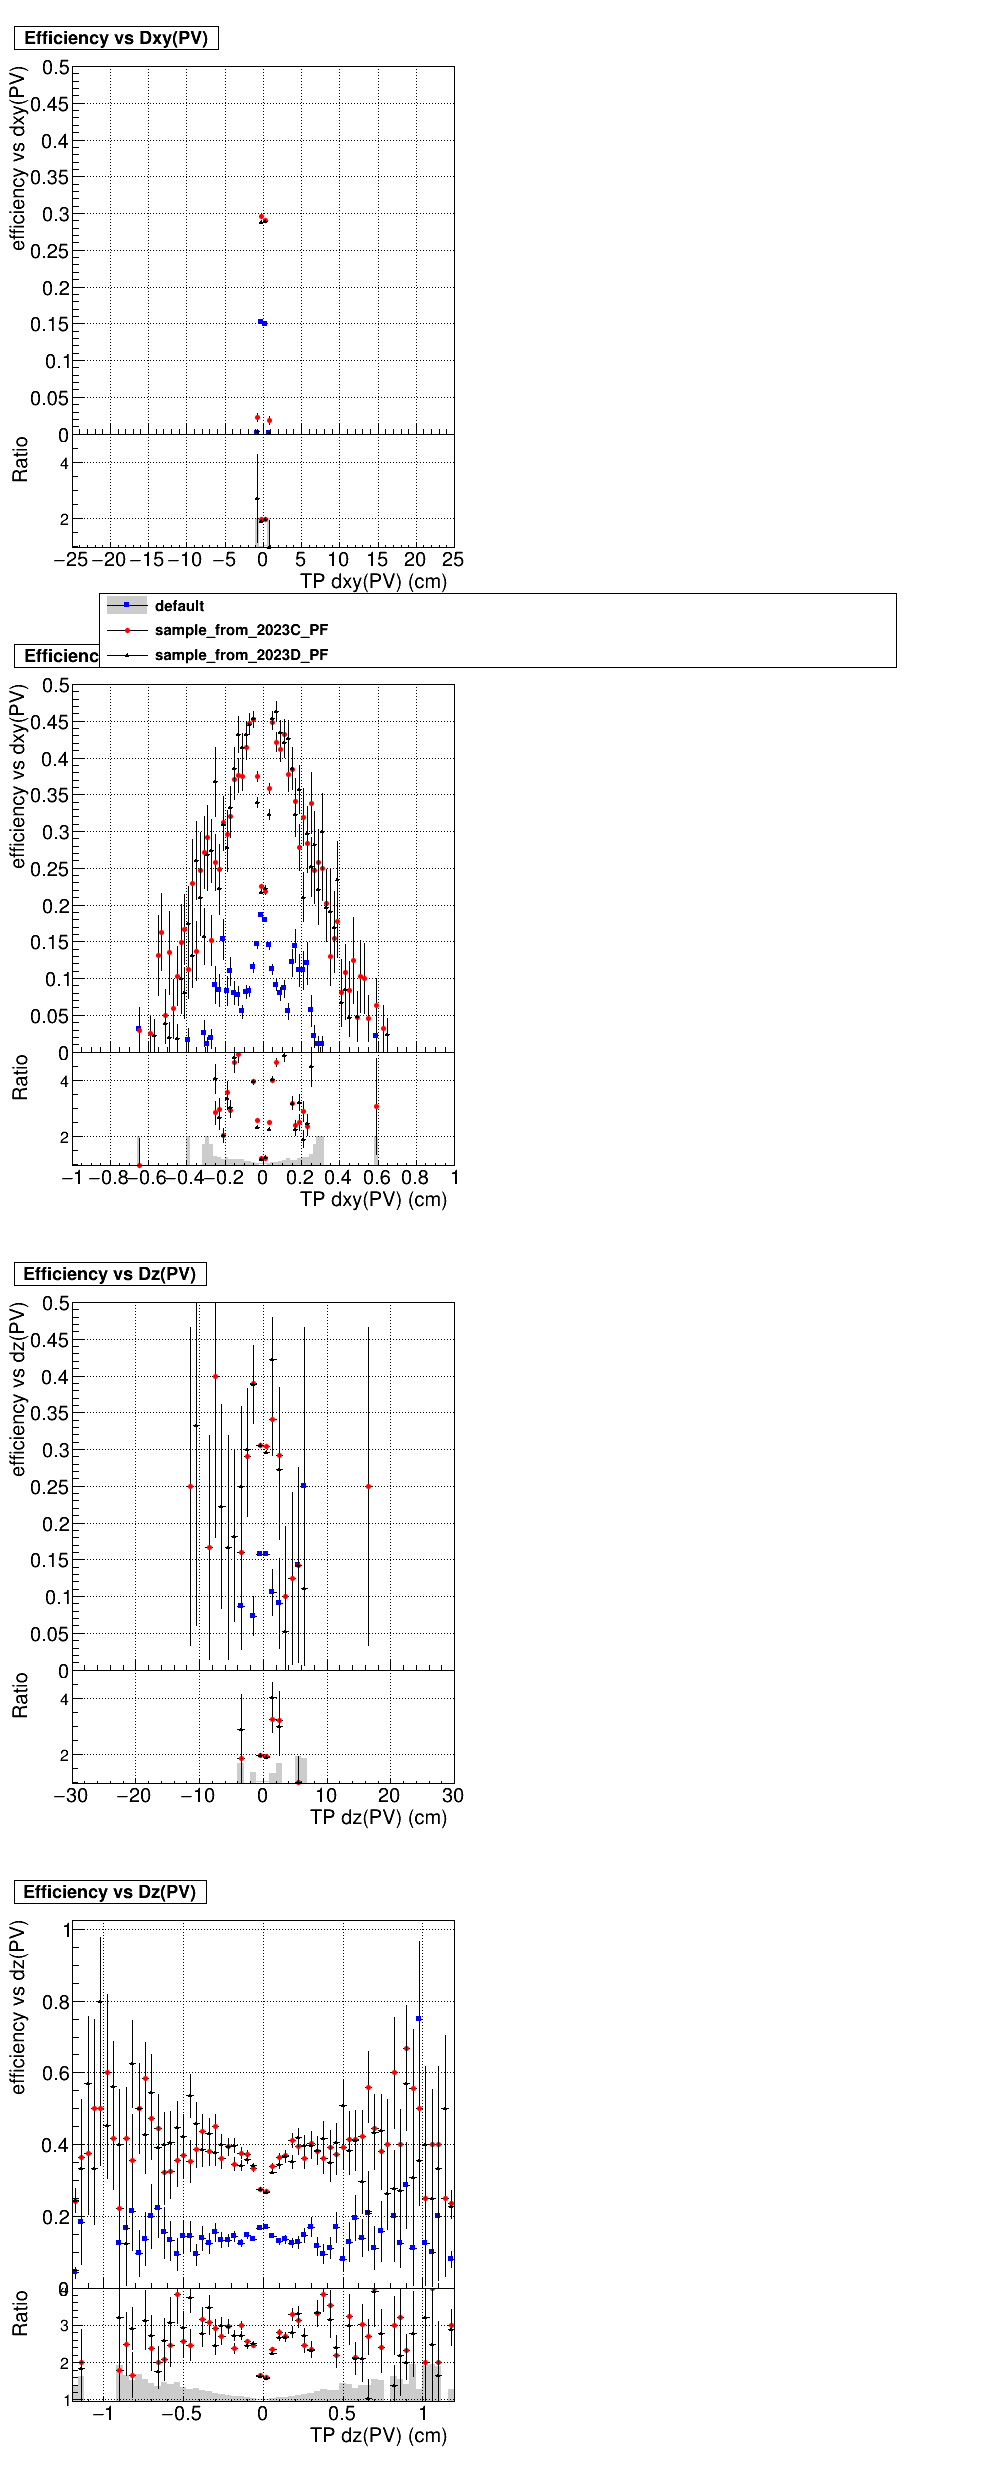 Efficiency vs Dxy(PV)
efficiency vs dxy(PV)
0.5
0.45
0.4
0.35
0.3
0.25
0.2
0.15
0.1
0.05
0
Ratio
4
2
−25 −20 −15 −10 −5 0 5 10 15 20 25
TP dxy(PV) (cm)
default
sample_from_2023C_PF
sample_from_2023D_PF
Efficienc
efficiency vs dxy(PV)
0.5
0.45
0.4
0.35
0.3
0.25
0.2
0.15
0.1
0.05
0
Ratio
4
2
−1 −0.8 −0.6 −0.4 −0.2 0 0.2 0.4 0.6 0.8 1
TP dxy(PV) (cm)
Efficiency vs Dz(PV)
efficiency vs dz(PV)
0.5
0.45
0.4
0.35
0.3
0.25
0.2
0.15
0.1
0.05
0
Ratio
4
2
−30 −20 −10 0 10 20 30
TP dz(PV) (cm)
Efficiency vs Dz(PV)
efficiency vs dz(PV)
1
0.8
0.6
0.4
0.2
Ratio
3
2
1
−1 −0.5 0 0.5 1
TP dz(PV) (cm)